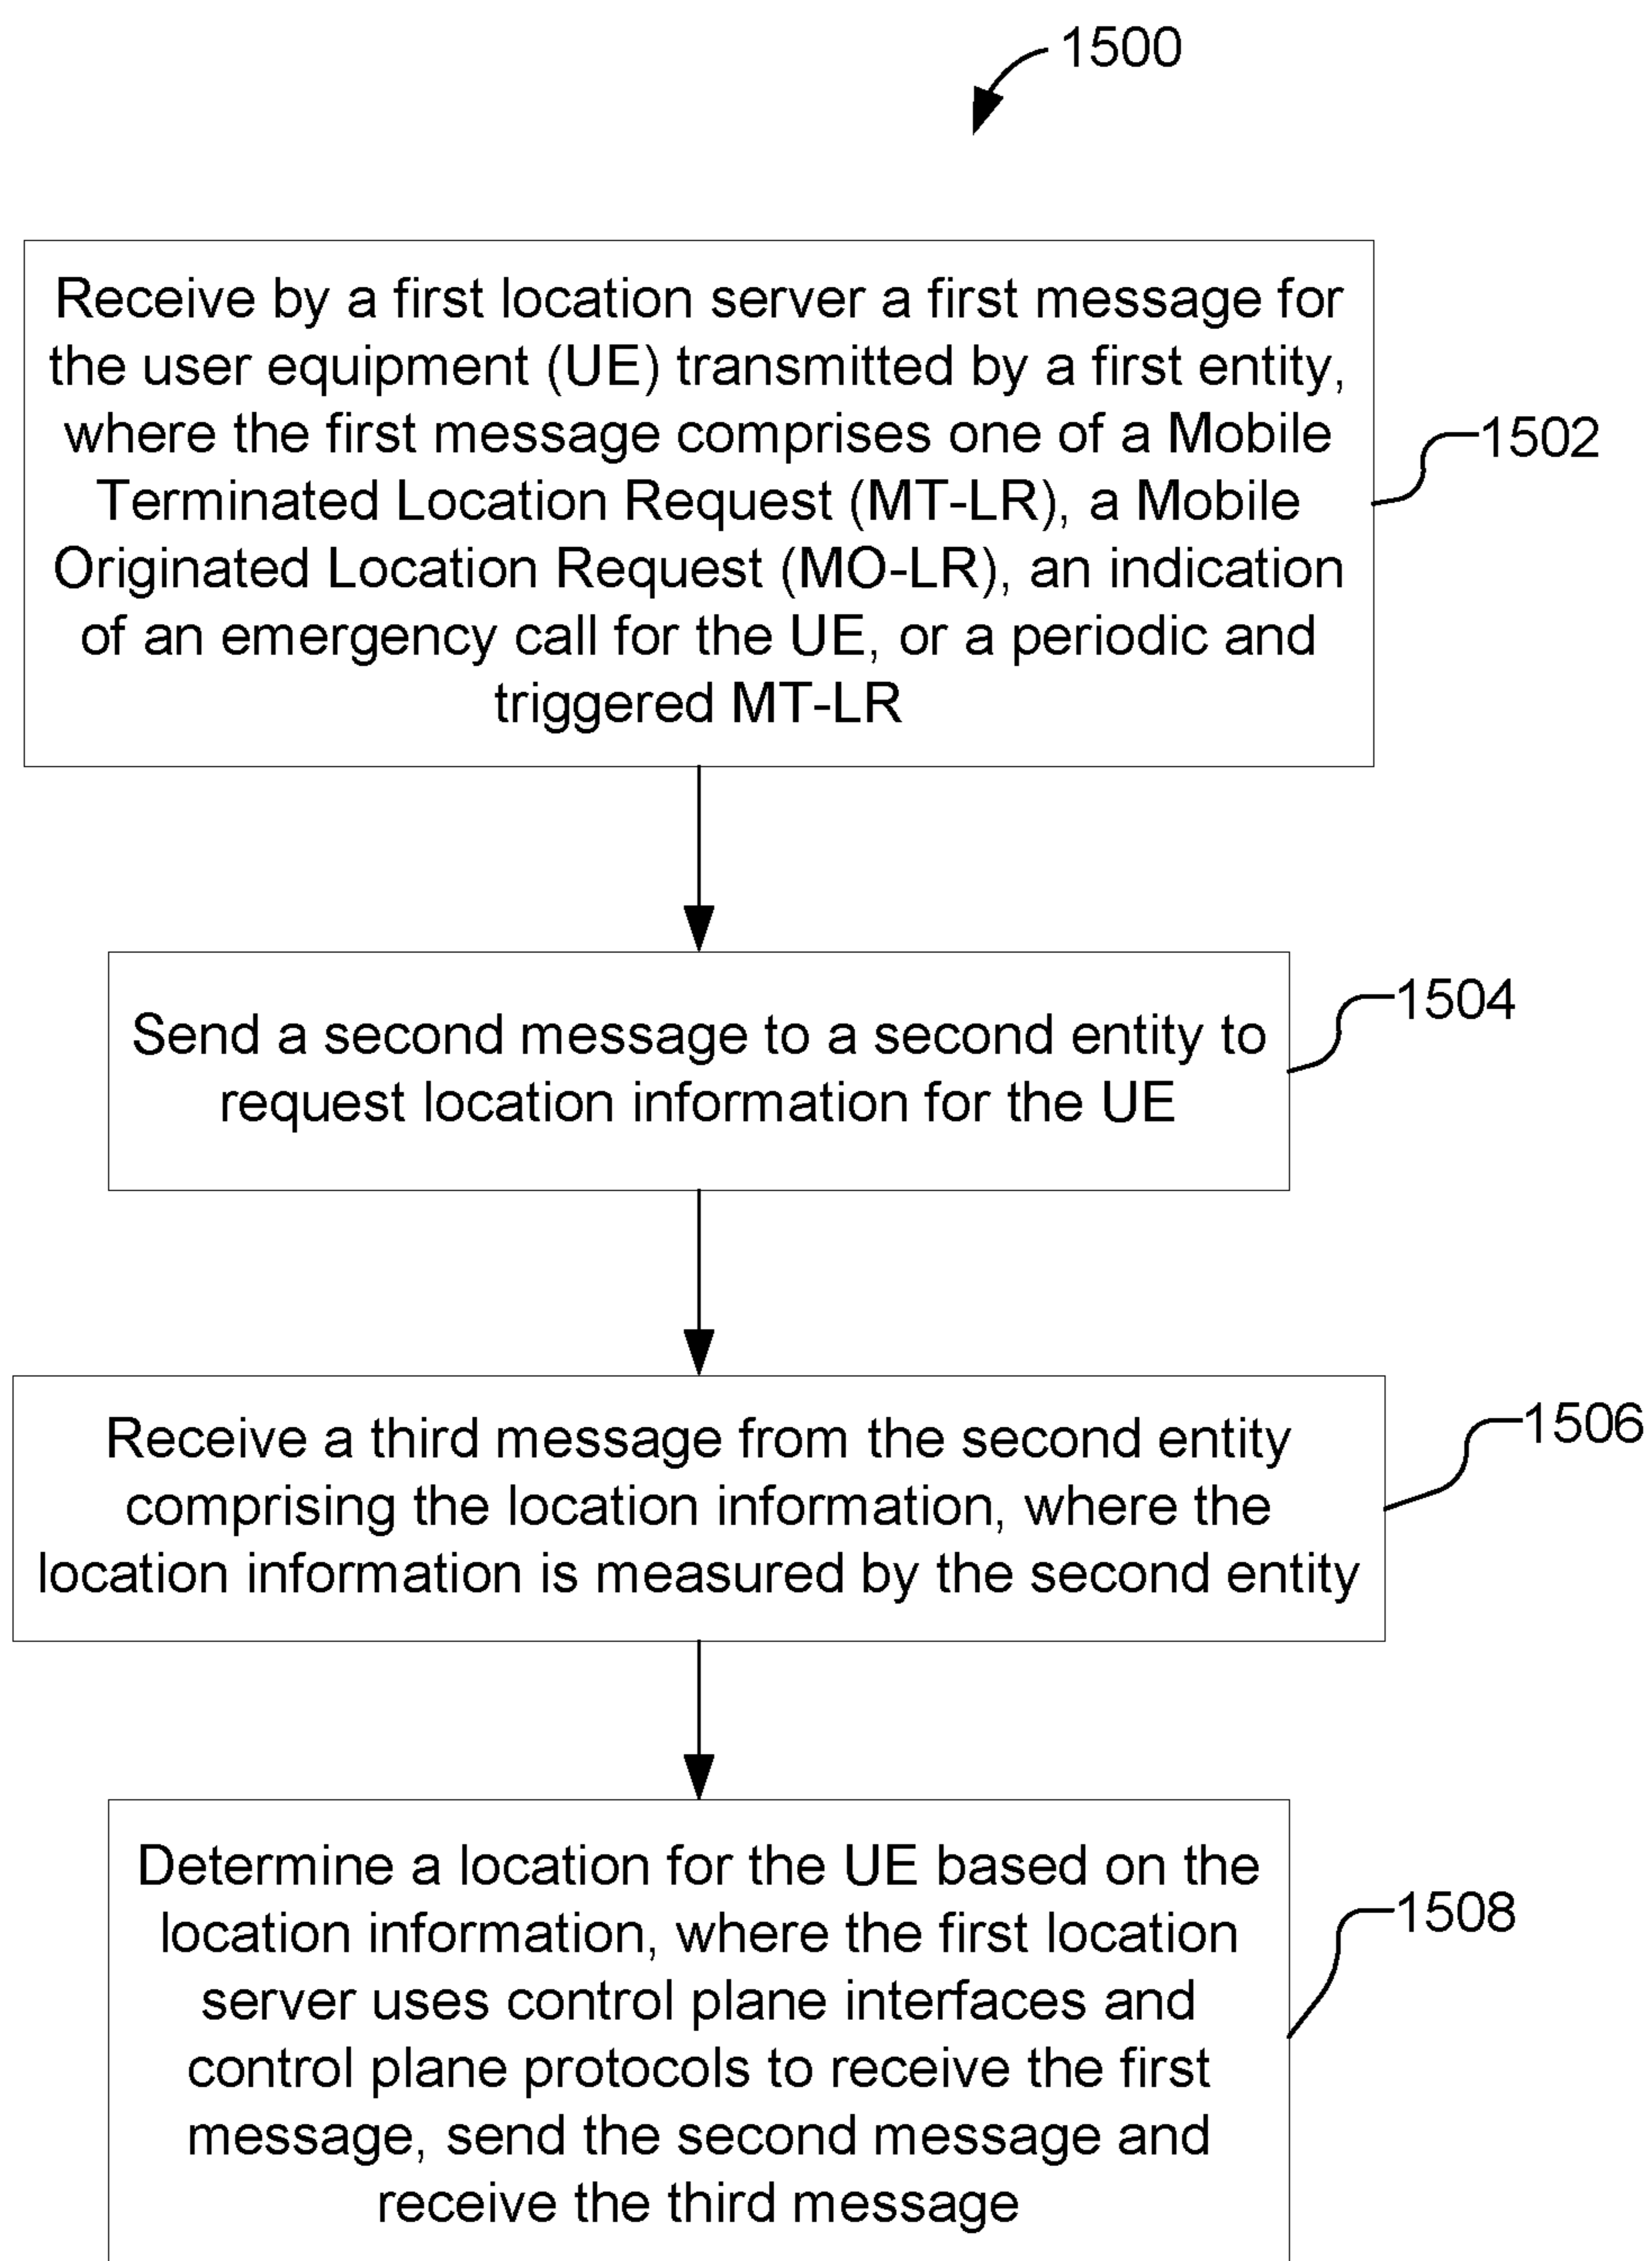 1500
Receive by a first location server a first message for
the user equipment (UE) transmitted by a first entity,
where the first message comprises one of a Mobile
Terminated Location Request (MT-LR), a Mobile
Originated Location Request (MO-LR), an indication
of an emergency call for the UE, or a periodic and
triggered MT-LR
1502
Send a second message to a second entity to
request location information for the UE
1504
Receive a third message from the second entity
comprising the location information, where the
location information is measured by the second entity
1506
Determine a location for the UE based on the
location information, where the first location
server uses control plane interfaces and
control plane protocols to receive the first
message, send the second message and
receive the third message
1508